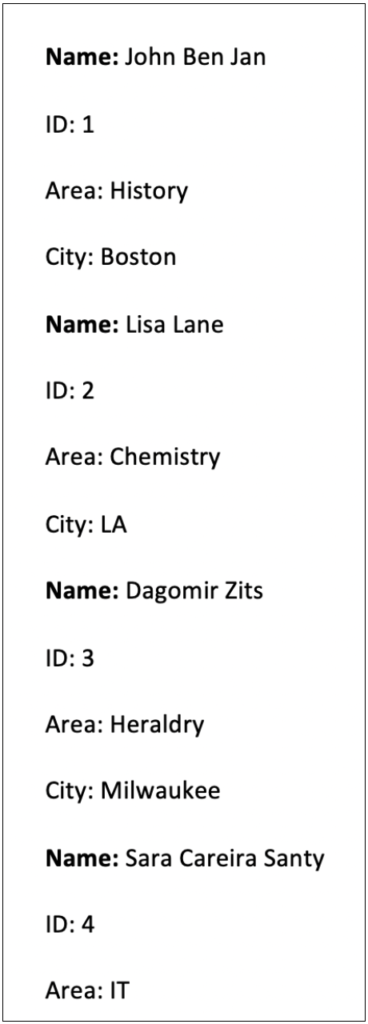 Name: John Ben Jan
ID: 1
Area: History
City: Boston
Name: Lisa Lane
ID: 2
Area: Chemistry
City: LA
Name: Dagomir Zits
ID: 3
Area: Heraldry
City: Milwaukee
Name: Sara Careira Santy
ID: 4
Area: IT